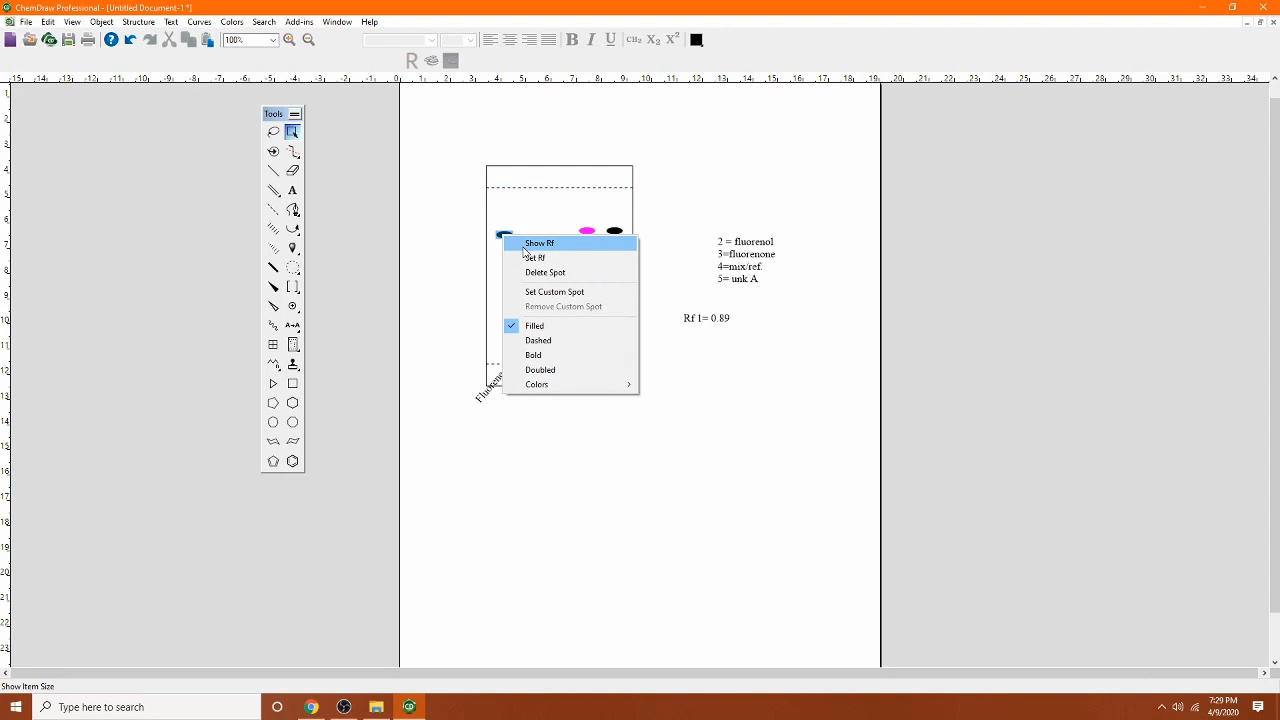 ChemDraw Professional - [Untitled Document-1 *]
File Edit View Object Structure Text Curves Colors Search Add-ins Window Help
100% B I U CH2 X2 X2
R
Tools
A
Show Rf
Set Rf
Delete Spot
Set Custom Spot
Remove Custom Spot
Filled
Dashed
Bold
Doubled
Colors
2 = fluorenol
3=fluorenone
4=mix/ref.
5= unk A
Rf 1= 0.89
Show Item Size
Type here to search
7:29 PM
4/9/2020